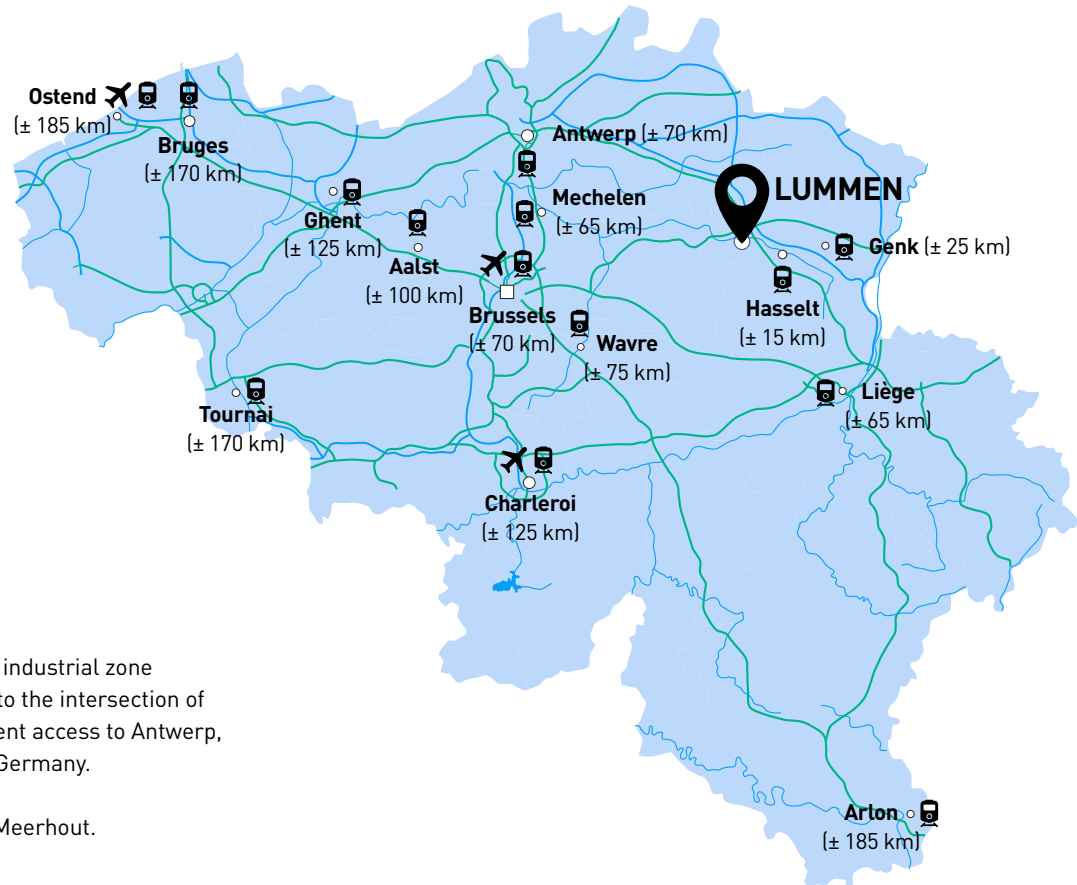 Ostend
(± 185 km)
Bruges
(± 170 km)
Antwerp (± 70 km)
LUMMEN
Ghent
(± 125 km)
Mechelen
(± 65 km)
Aalst
(± 100 km)
Genk (± 25 km)
Hasselt
(± 15 km)
Brussels
(± 70 km)
Wavre
(± 75 km)
Tournai
(± 170 km)
Liège
(± 65 km)
Charleroi
(± 125 km)
industrial zone
to the intersection of
ent access to Antwerp,
Germany.
Meerhout.
Arlon
(± 185 km)